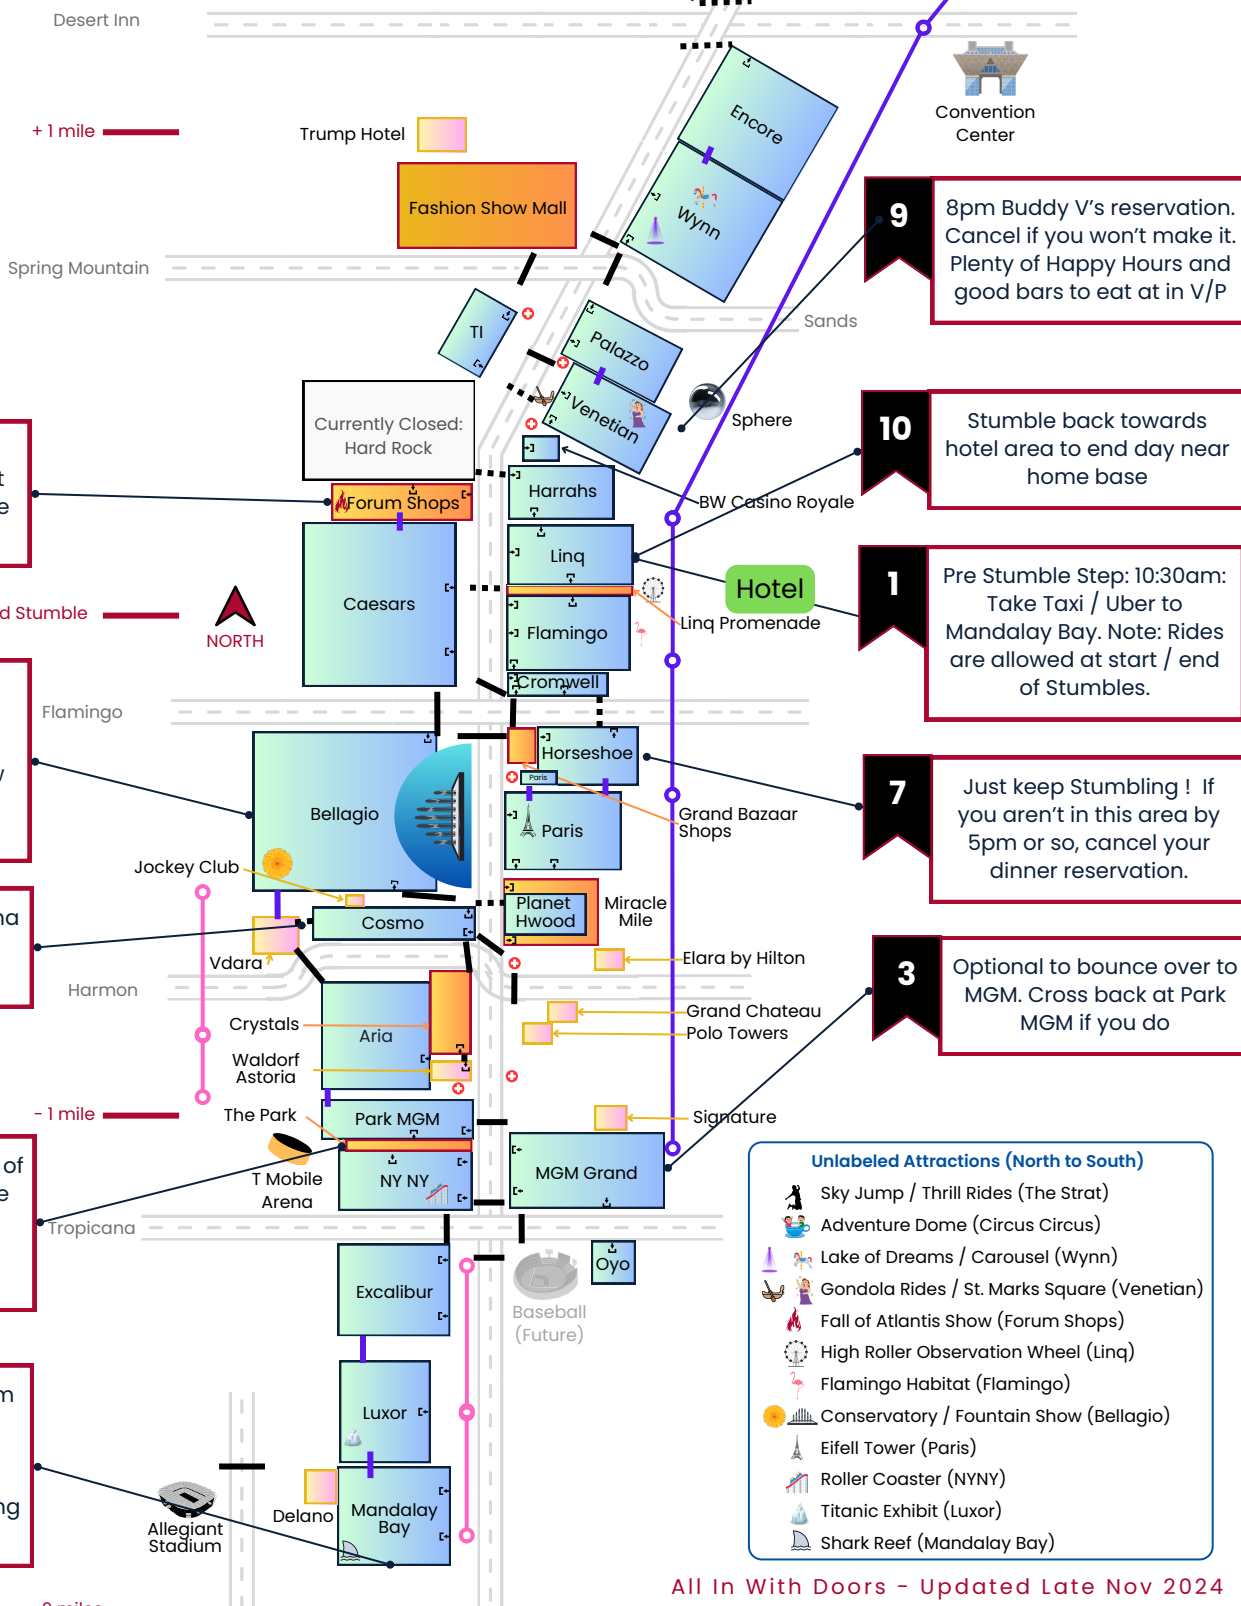 Desert Inn
Convention
Center
+ 1 mile
Trump Hotel
Encore
Fashion Show Mall
Wynn
9
8pm Buddy V’s reservation.
Cancel if you won’t make it.
Plenty of Happy Hours and
good bars to eat at in V/P
Spring Mountain
Sands
TI
Palazzo
Venetian
Sphere
Currently Closed:
Hard Rock
10
Stumble back towards
hotel area to end day near
home base
t
e
Forum Shops
Harrahs
BW Casino Royale
Linq
Hotel
1
Pre Stumble Step: 10:30am:
Take Taxi / Uber to
Mandalay Bay. Note: Rides
are allowed at start / end
of Stumbles.
Caesars
d Stumble
NORTH
Flamingo
Linq Promenade
Cromwell
Flamingo
Horseshoe
Paris
Bellagio
Paris
Grand Bazaar
Shops
7
Just keep Stumbling ! If
you aren’t in this area by
5pm or so, cancel your
dinner reservation.
Jockey Club
Cosmo
Planet
Hwood
Miracle
Mile
na
Vdara
Elara by Hilton
Harmon
3
Optional to bounce over to
MGM. Cross back at Park
MGM if you do
Crystals
Aria
Grand Chateau
Polo Towers
Waldorf
Astoria
- 1 mile
The Park
Park MGM
Signature
of
e
T Mobile
Arena
NY NY
MGM Grand
Tropicana
Excalibur
Oyo
Baseball
(Future)
m
ng
Luxor
Delano
Mandalay
Bay
Allegiant
Stadium
Unlabeled Attractions (North to South)
Sky Jump / Thrill Rides (The Strat)
Adventure Dome (Circus Circus)
Lake of Dreams / Carousel (Wynn)
Gondola Rides / St. Marks Square (Venetian)
Fall of Atlantis Show (Forum Shops)
High Roller Observation Wheel (Linq)
Flamingo Habitat (Flamingo)
Conservatory / Fountain Show (Bellagio)
Eifell Tower (Paris)
Roller Coaster (NYNY)
Titanic Exhibit (Luxor)
Shark Reef (Mandalay Bay)
All In With Doors - Updated Late Nov 2024